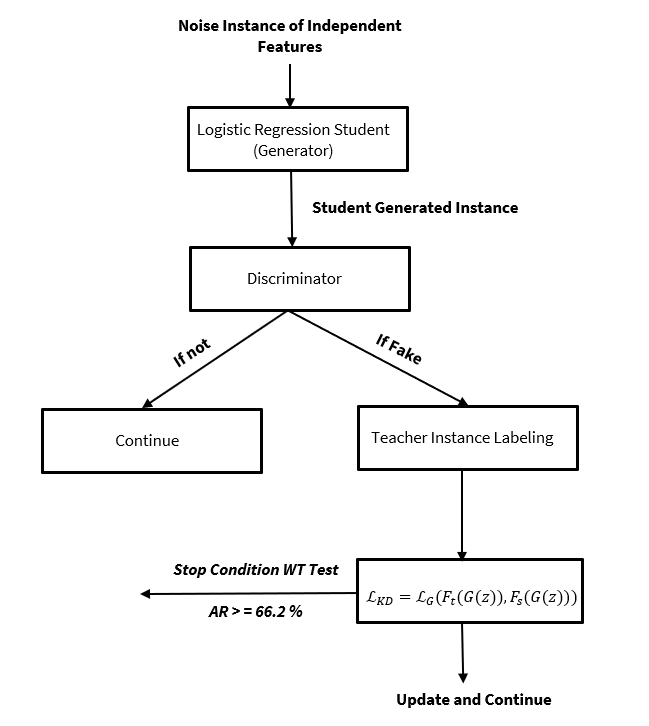 Noise Instance of Independent
Features
Logistic Regression Student
(Generator)
Student Generated Instance
Discriminator
If not
If Fake
Continue
Teacher Instance Labeling
Stop Condition WT Test
AR > = 66.2 %
ℒ_KD = ℒ_G(F_t(G(z)), F_s(G(z)))
Update and Continue